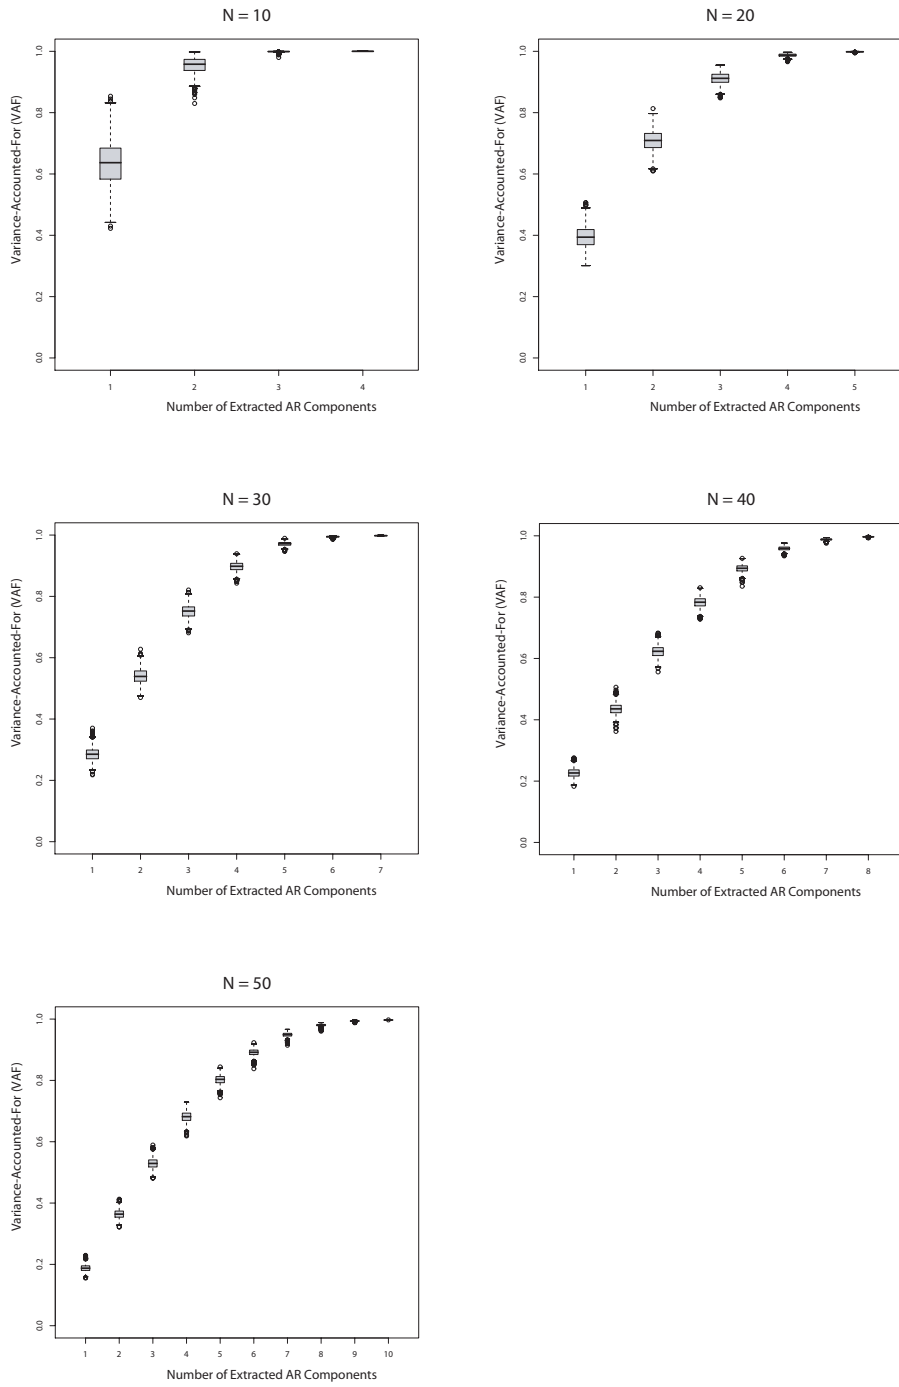 N = 10
Variance-Accounted-For (VAF)
1.0
0.8
0.6
0.4
0.2
0.0
1 2 3 4
Number of Extracted AR Components
N = 20
Variance-Accounted-For (VAF)
1.0
0.8
0.6
0.4
0.2
0.0
1 2 3 4 5
Number of Extracted AR Components
N = 30
Variance-Accounted-For (VAF)
1.0
0.8
0.6
0.4
0.2
0.0
1 2 3 4 5 6 7
Number of Extracted AR Components
N = 40
Variance-Accounted-For (VAF)
1.0
0.8
0.6
0.4
0.2
0.0
1 2 3 4 5 6 7 8
Number of Extracted AR Components
N = 50
Variance-Accounted-For (VAF)
1.0
0.8
0.6
0.4
0.2
0.0
1 2 3 4 5 6 7 8 9 10
Number of Extracted AR Components